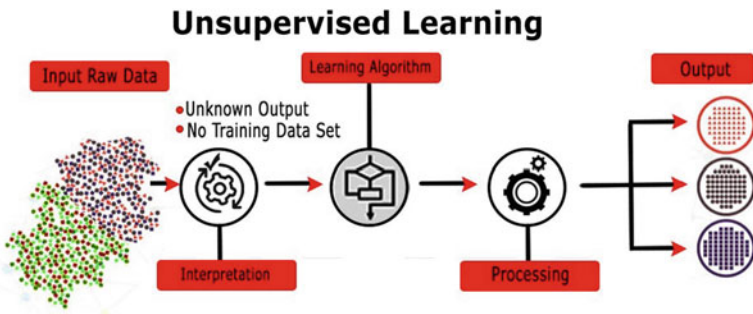 Unsupervised Learning
Input Raw Data
Learning Algorithm
Output
•Unknown Output
•No Training Data Set
Interpretation
Processing